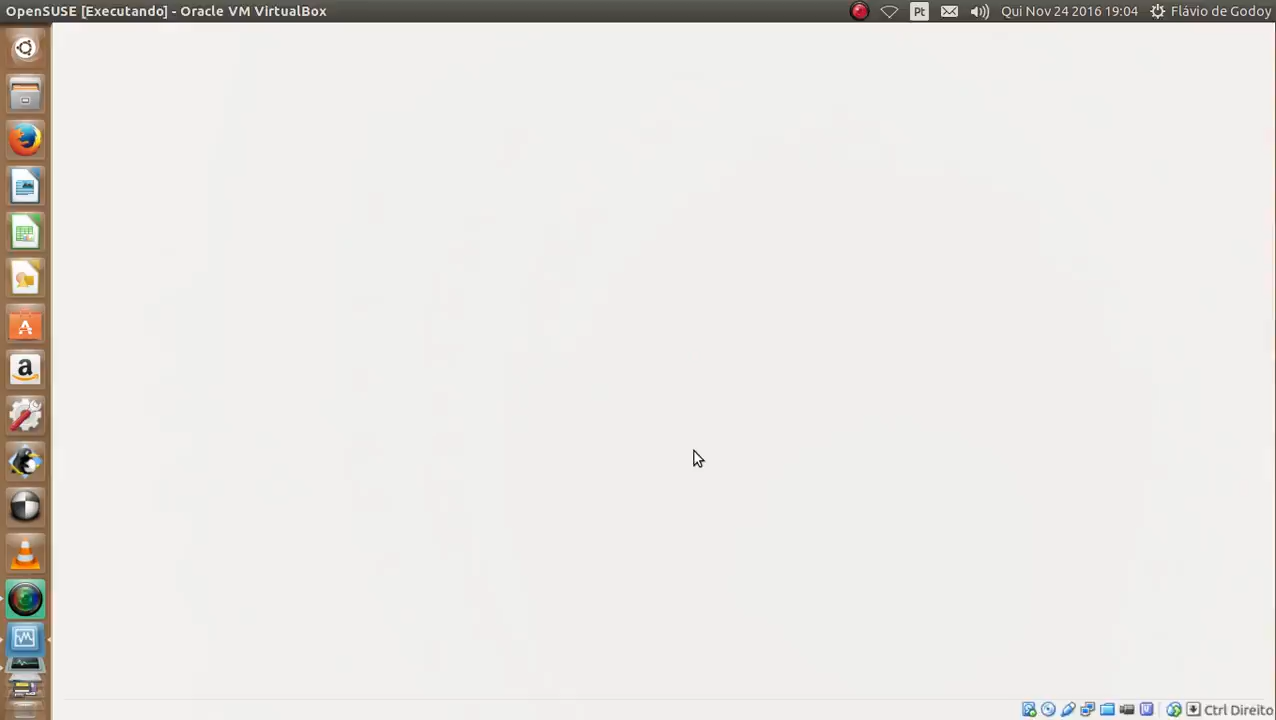 OpenSUSE [Executando] - Oracle VM VirtualBox
Pt
Qui Nov 24 2016 19:04
Flávio de Godoy
A
a
Ctrl Direito